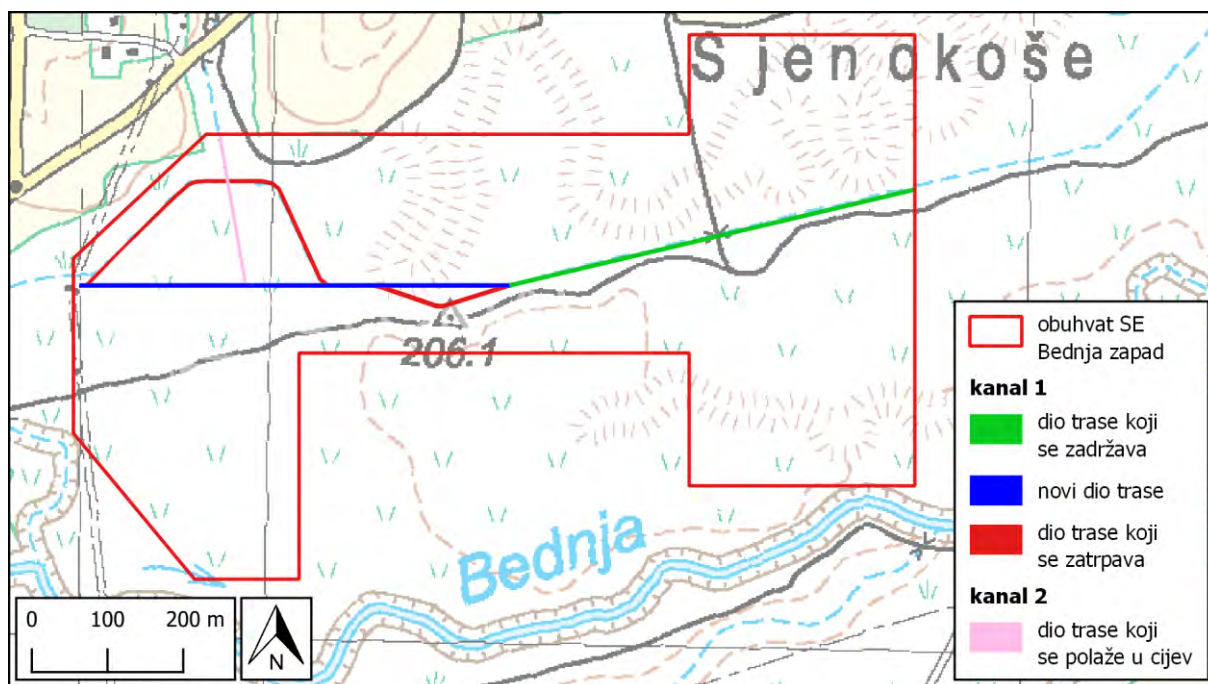 Sjenokoše
206.1
Bednja
obuhvat SE
Bednja zapad
kanal 1
dio trase koji
se zadržava
novi dio trase
dio trase koji
se zatrpava
kanal 2
dio trase koji
se polaže u cijev
0 100 200 m
N